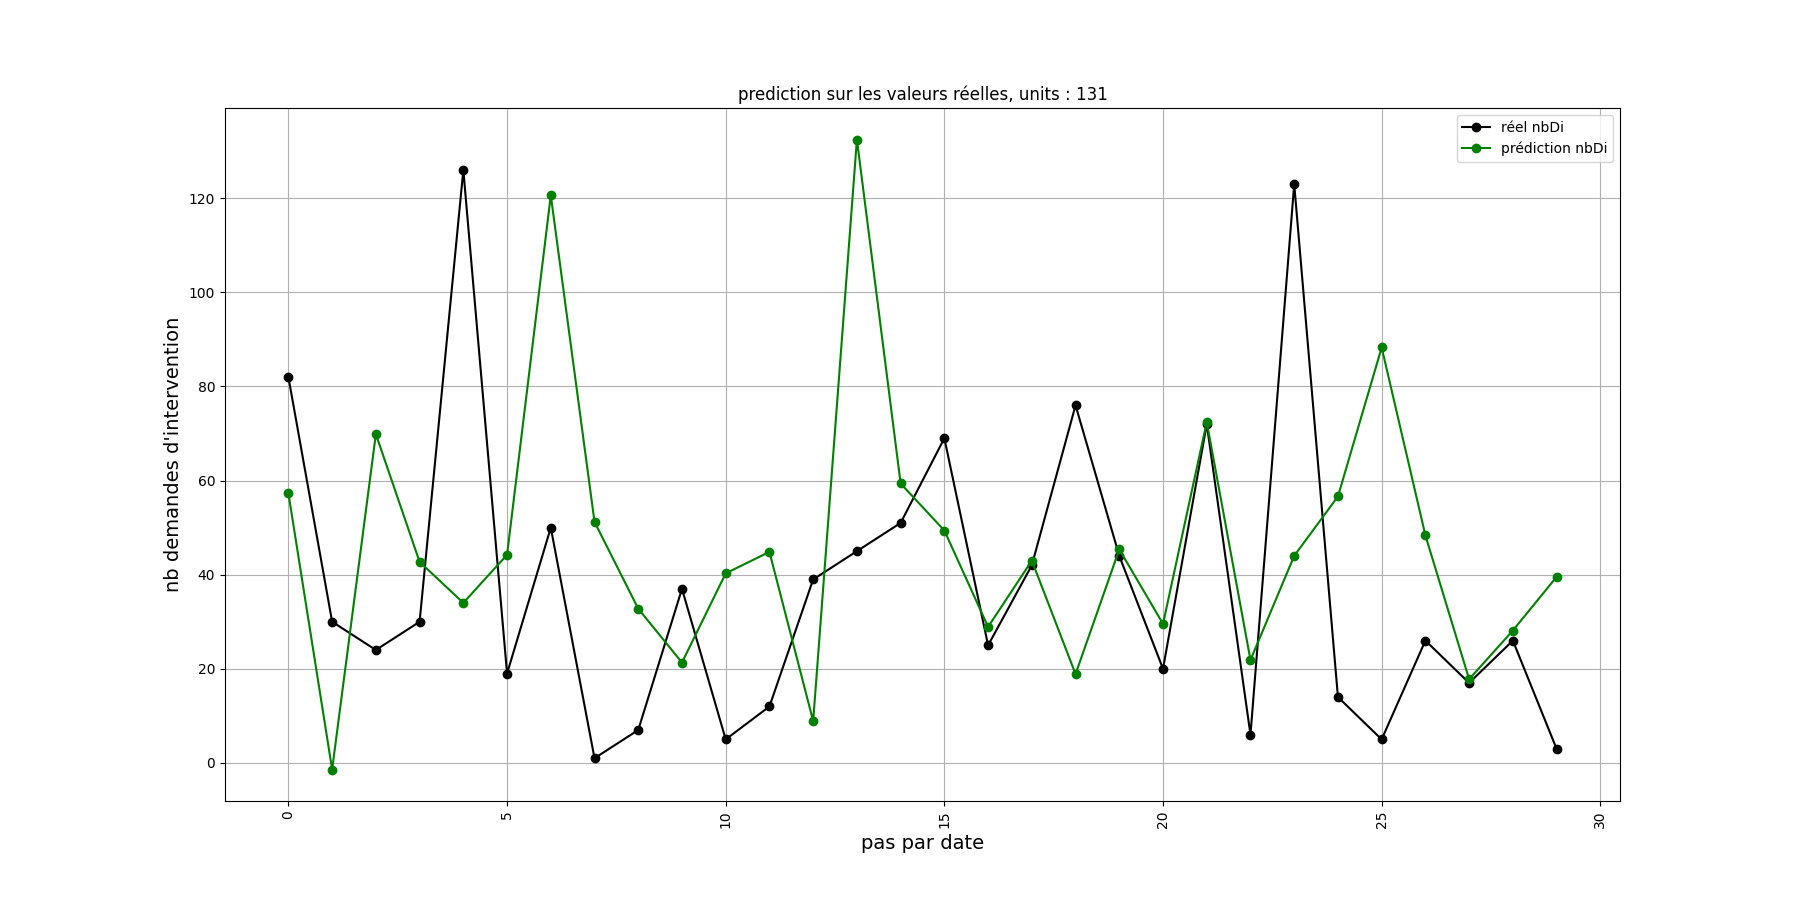 prediction sur les valeurs réelles, units : 131
réel nbDi
prédiction nbDi
120
100
80
60
40
20
0
nb demandes d'intervention
0 5 10 15 20 25 30
pas par date